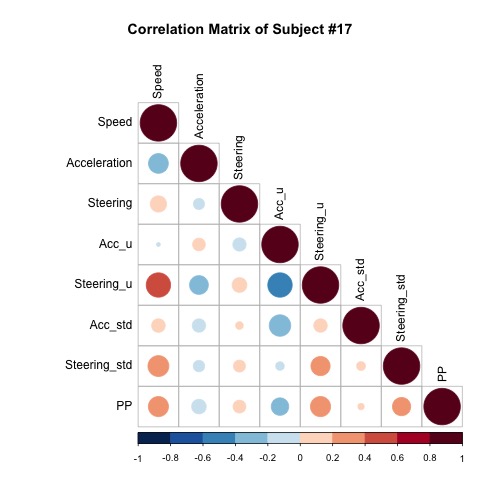 Correlation Matrix of Subject #17
Speed
Acceleration
Steering
Acc_u
Steering_u
Acc_std
Steering_std
PP
Speed
Acceleration
Steering
Acc_u
Steering_u
Acc_std
Steering_std
PP
-1 -0.8 -0.6 -0.4 -0.2 0 0.2 0.4 0.6 0.8 1